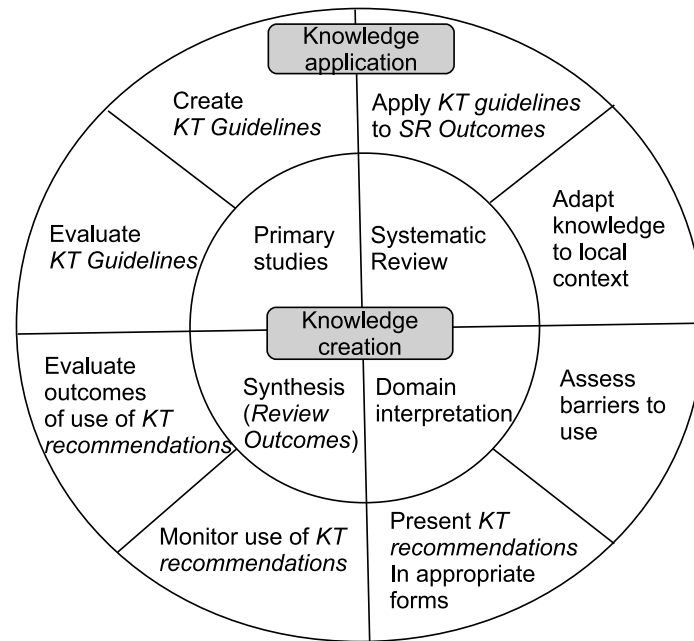 Knowledge
application
Create
KT Guidelines
Apply KT guidelines
to SR Outcomes
Evaluate
KT Guidelines
Primary
studies
Systematic
Review
Adapt
knowledge
to local
context
Knowledge
creation
Evaluate
outcomes
of use of KT
recommendations
Synthesis
(Review
Outcomes)
Domain
interpretation
Assess
barriers to
use
Monitor use of KT
recommendations
Present KT
recommendations
In appropriate
forms